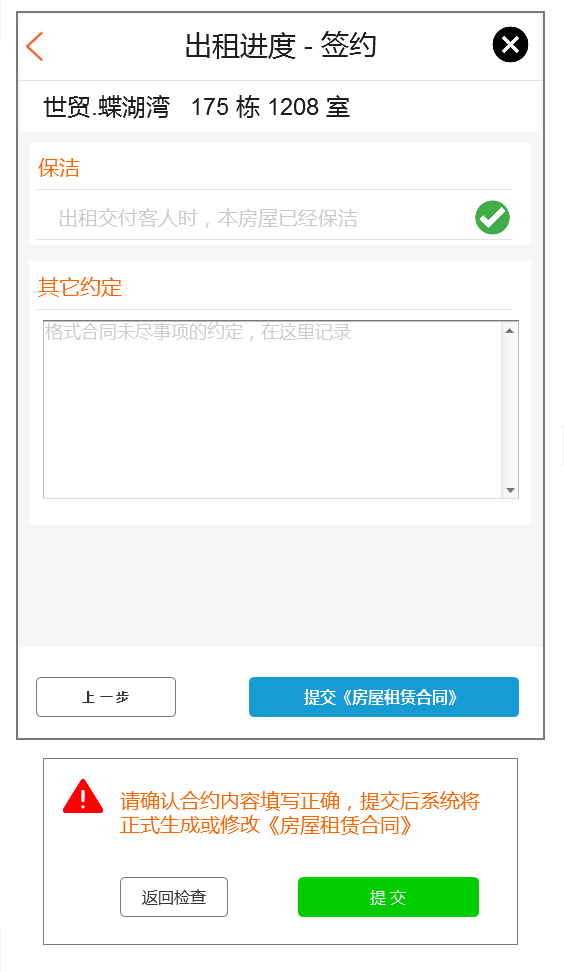 出租进度 - 签约
世贸.蝶湖湾 175 栋 1208 室
保洁
出租交付客人时，本房屋已经保洁
其它约定
格式合同未尽事项的约定，在这里记录
上一步
提交《房屋租赁合同》
请确认合约内容填写正确，提交后系统将
正式生成或修改《房屋租赁合同》
返回检查
提 交